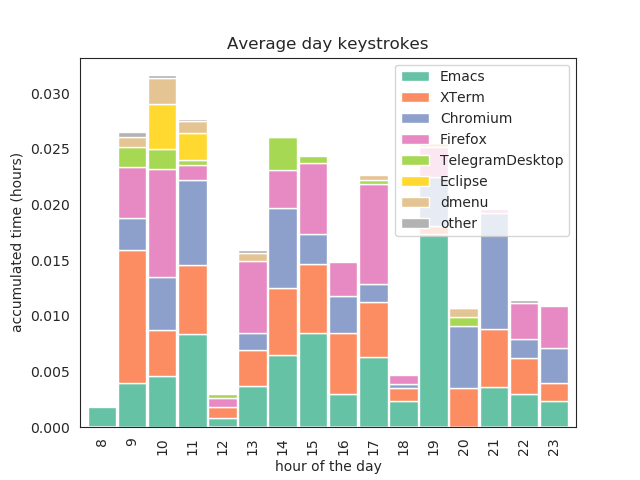 Average day keystrokes
Emacs
XTerm
Chromium
Firefox
TelegramDesktop
Eclipse
dmenu
other
accumulated time (hours)
0.030
0.025
0.020
0.015
0.010
0.005
0.000
8 9 10 11 12 13 14 15 16 17 18 19 20 21 22 23
hour of the day